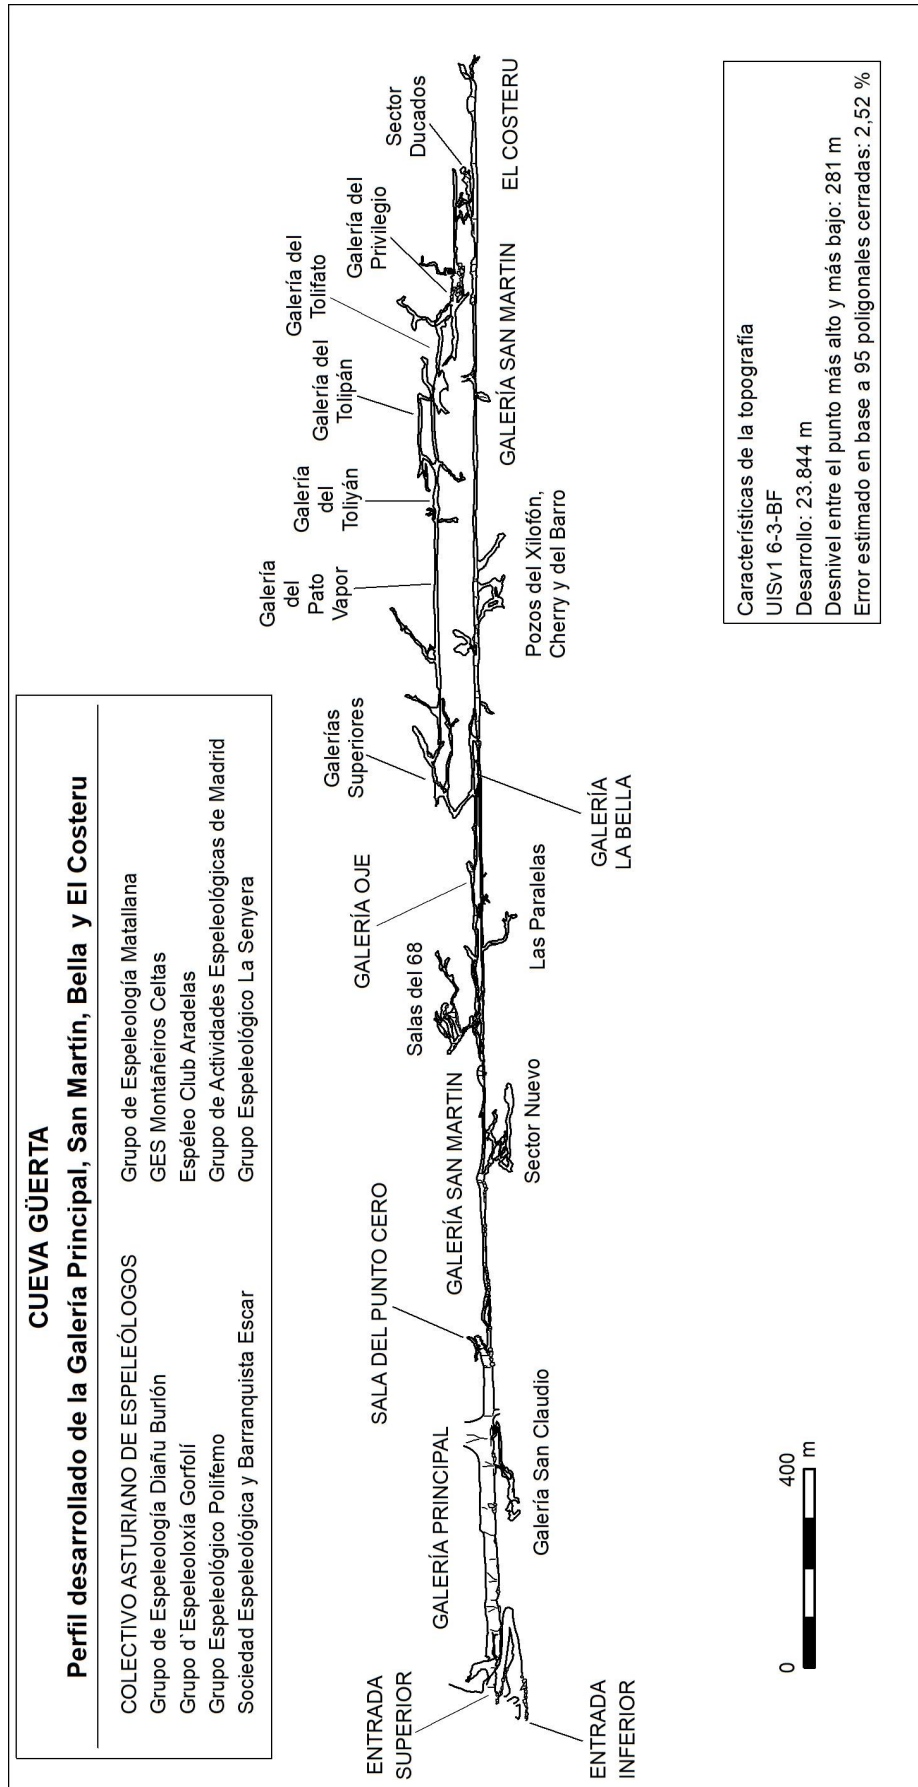 CUEVA GÜERTA
Perfil desarrollado de la Galería Principal, San Martín, Bella y El Costeru
COLECTIVO ASTURIANO DE ESPELEÓLOGOS
Grupo de Espeleología Diañu Burlón
Grupo d´Espeleoloxía Gorfolí
Grupo Espeleológico Polifemo
Sociedad Espeleológica y Barranquista Escar
Grupo de Espeleología Matallana
GES Montañeiros Celtas
Espéleo Club Aradelas
Grupo de Actividades Espeleológicas de Madrid
Grupo Espeleológico La Senyera
ENTRADA
SUPERIOR
ENTRADA
INFERIOR
GALERÍA PRINCIPAL
Galería San Claudio
SALA DEL PUNTO CERO
GALERÍA SAN MARTIN
Sector Nuevo
Salas del 68
Las Paralelas
GALERÍA OJE
GALERÍA
LA BELLA
Galerías
Superiores
Pozos del Xilofón,
Cherry y del Barro
Galería
del
Pato
Vapor
Galería
del
Toliyán
Galería del
Tolipán
Galería del
Tolifato
Galería del
Privilegio
Sector
Ducados
GALERÍA SAN MARTIN
EL COSTERU
0
400
m
Características de la topografía
UISv1 6-3-BF
Desarrollo: 23.844 m
Desnivel entre el punto más alto y más bajo: 281 m
Error estimado en base a 95 poligonales cerradas: 2,52 %